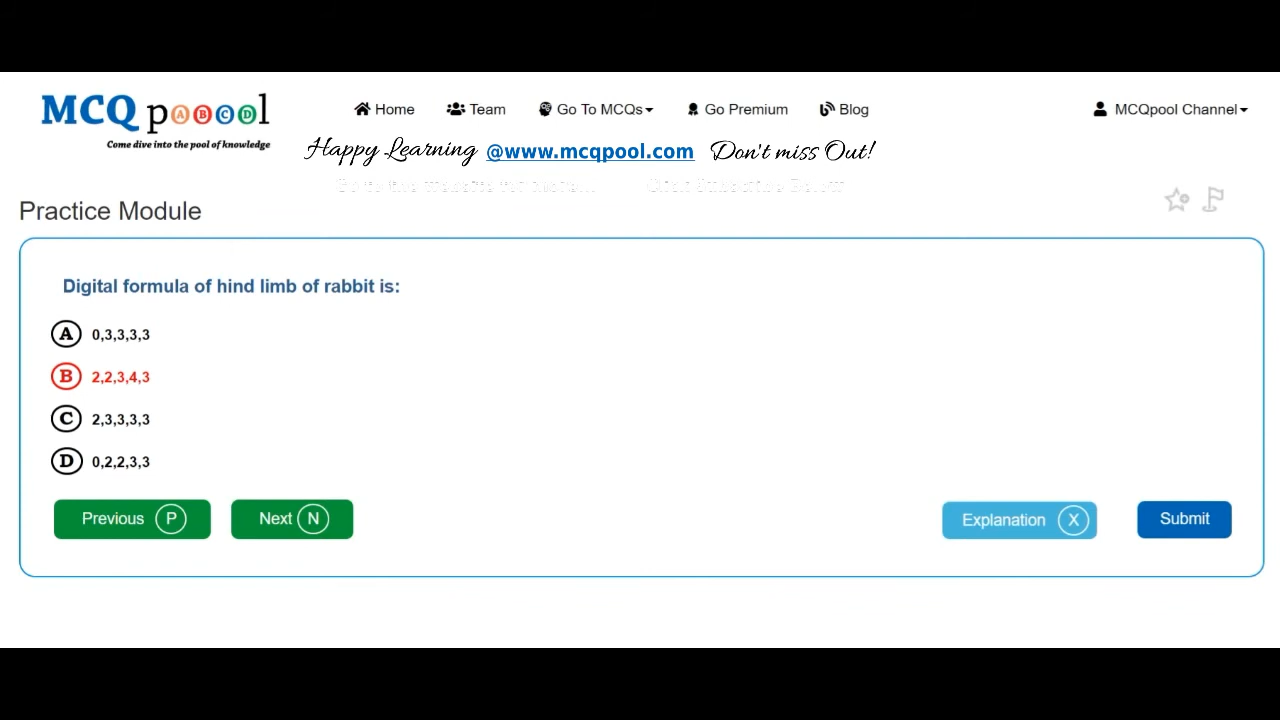 MCQ pooool
Come dive into the pool of knowledge
Home Team Go To MCQs Go Premium Blog MCQpool Channel
Happy Learning @www.mcqpool.com Don't miss Out!
Practice Module
Digital formula of hind limb of rabbit is:
A 0,3,3,3,3
B 2,2,3,4,3
C 2,3,3,3,3
D 0,2,2,3,3
Previous P Next N Explanation X Submit